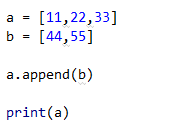 a = [11,22,33]
b = [44,55]
a.append(b)
print(a)